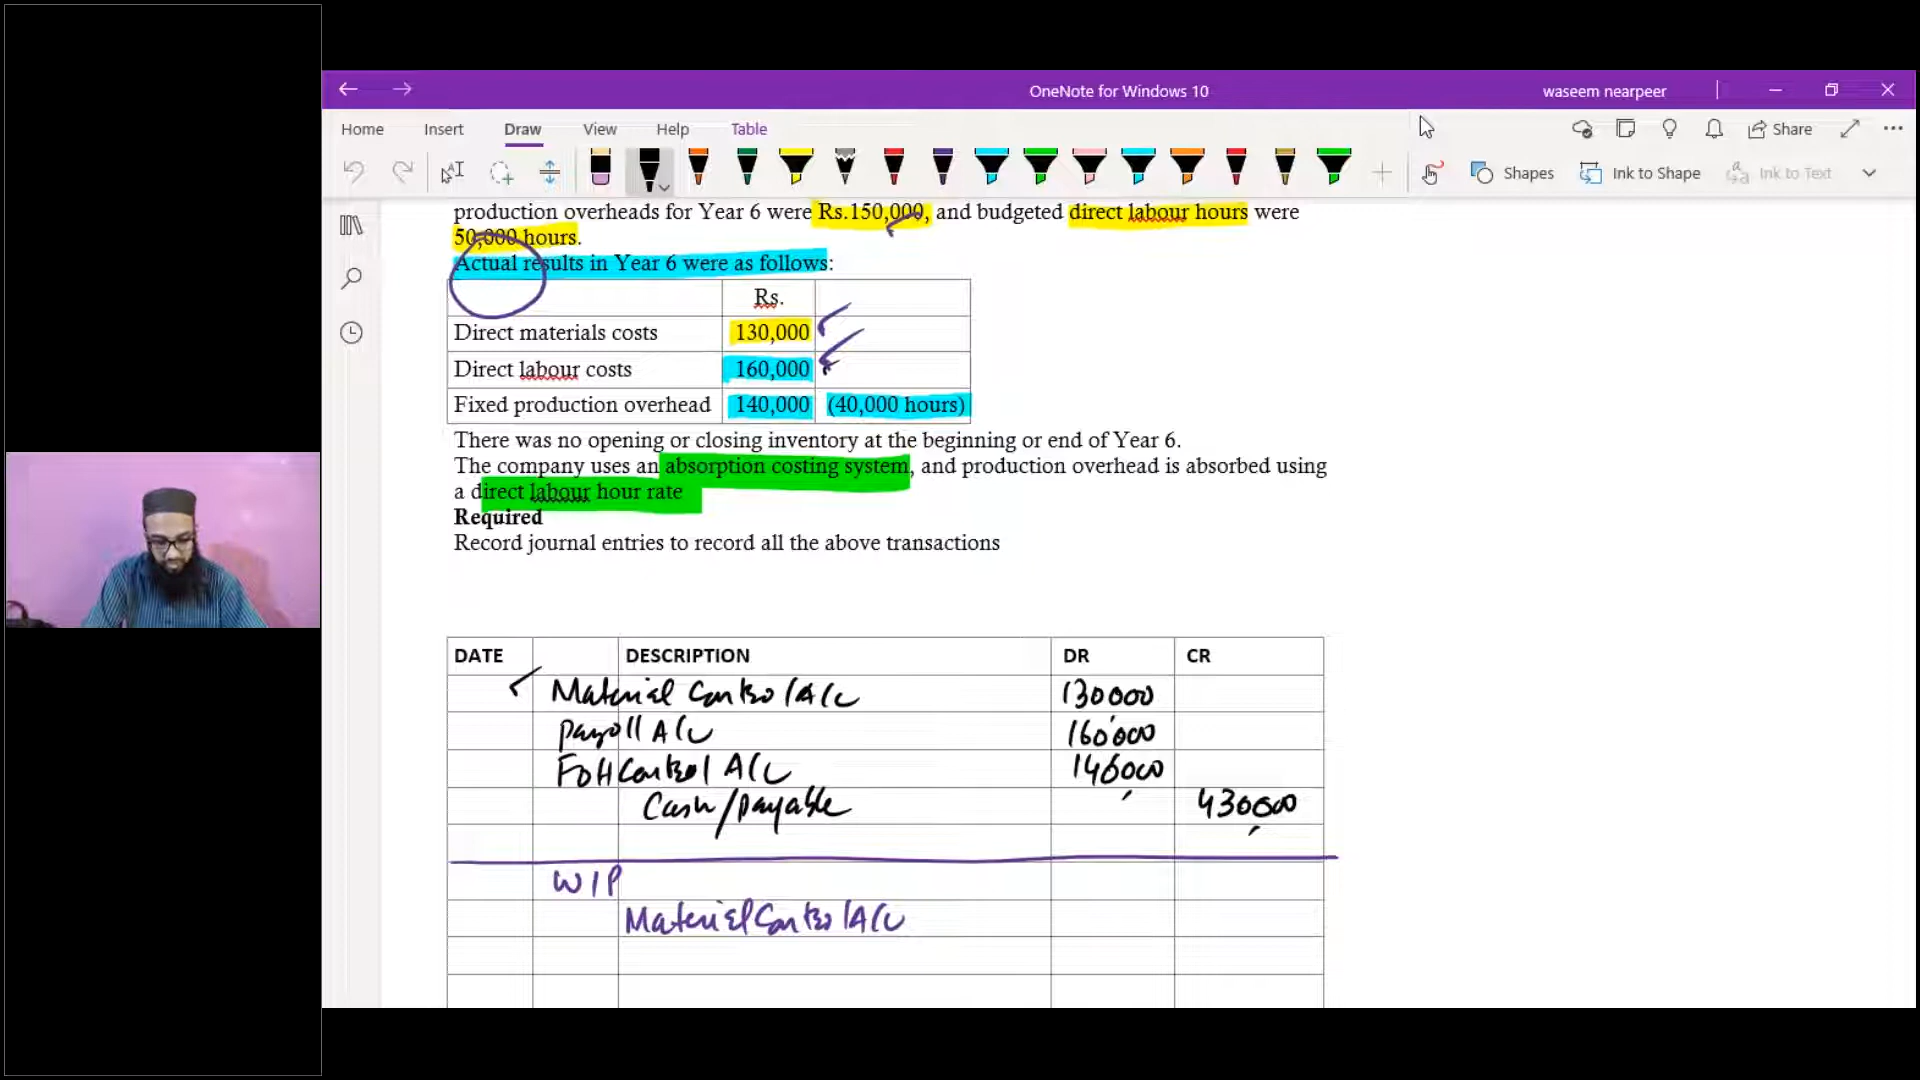 OneNote for Windows 10
waseem nearpeer
Home Insert Draw View Help Table
Share
Shapes Ink to Shape Ink to Text
production overheads for Year 6 were Rs.150,000, and budgeted direct labour hours were
50,000 hours.
Actual results in Year 6 were as follows:
Rs.
Direct materials costs 130,000
Direct labour costs 160,000
Fixed production overhead 140,000 (40,000 hours)
There was no opening or closing inventory at the beginning or end of Year 6.
The company uses an absorption costing system, and production overhead is absorbed using
a direct labour hour rate
Required
Record journal entries to record all the above transactions
DATE DESCRIPTION DR CR
Material Control A/C 130000
Payroll A/C 160000
FOH Control A/C 140000
Cash/payable 430000
WIP
Material Control A/C